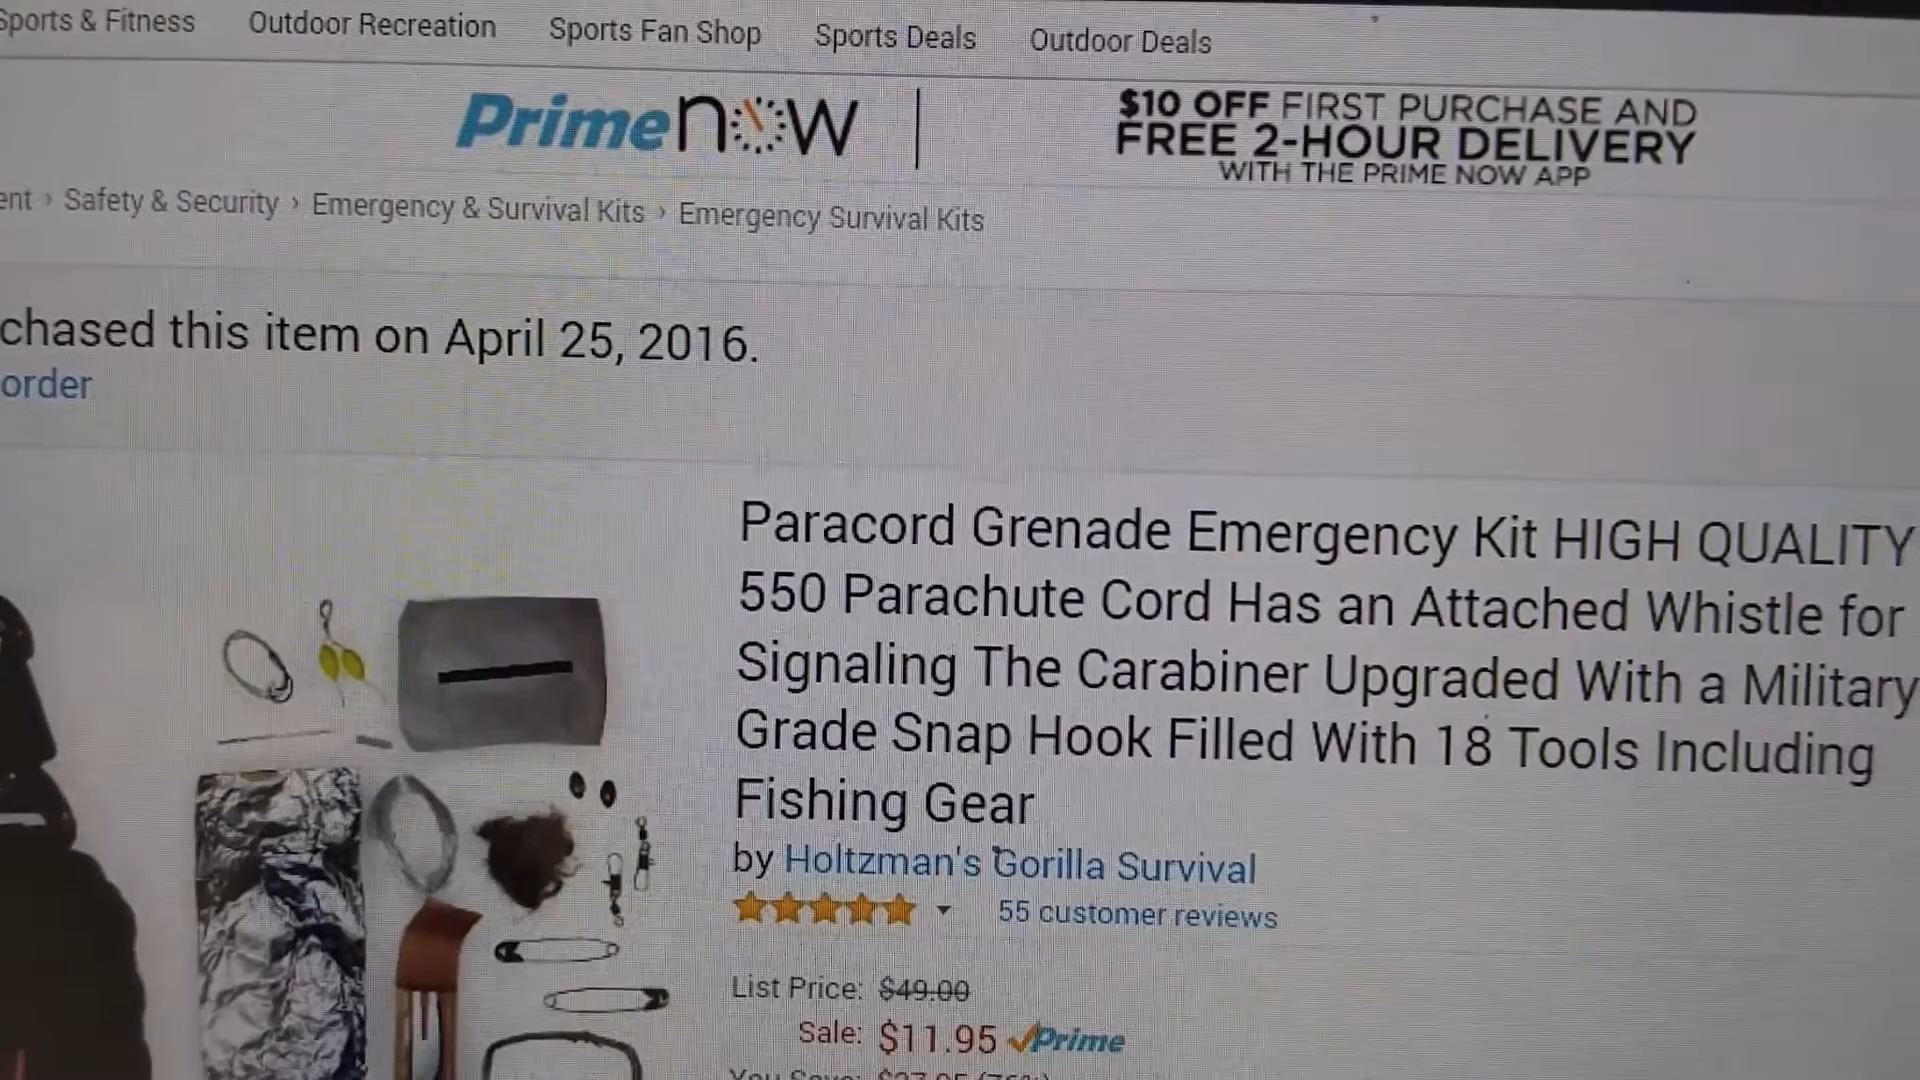 Sports & Fitness Outdoor Recreation Sports Fan Shop Sports Deals Outdoor Deals
Prime now
$10 OFF FIRST PURCHASE AND
FREE 2-HOUR DELIVERY
WITH THE PRIME NOW APP
ent › Safety & Security › Emergency & Survival Kits › Emergency Survival Kits
chased this item on April 25, 2016.
order
Paracord Grenade Emergency Kit HIGH QUALITY
550 Parachute Cord Has an Attached Whistle for
Signaling The Carabiner Upgraded With a Military
Grade Snap Hook Filled With 18 Tools Including
Fishing Gear
by Holtzman's Gorilla Survival
55 customer reviews
List Price: $49.00
Sale: $11.95 Prime
You Save: